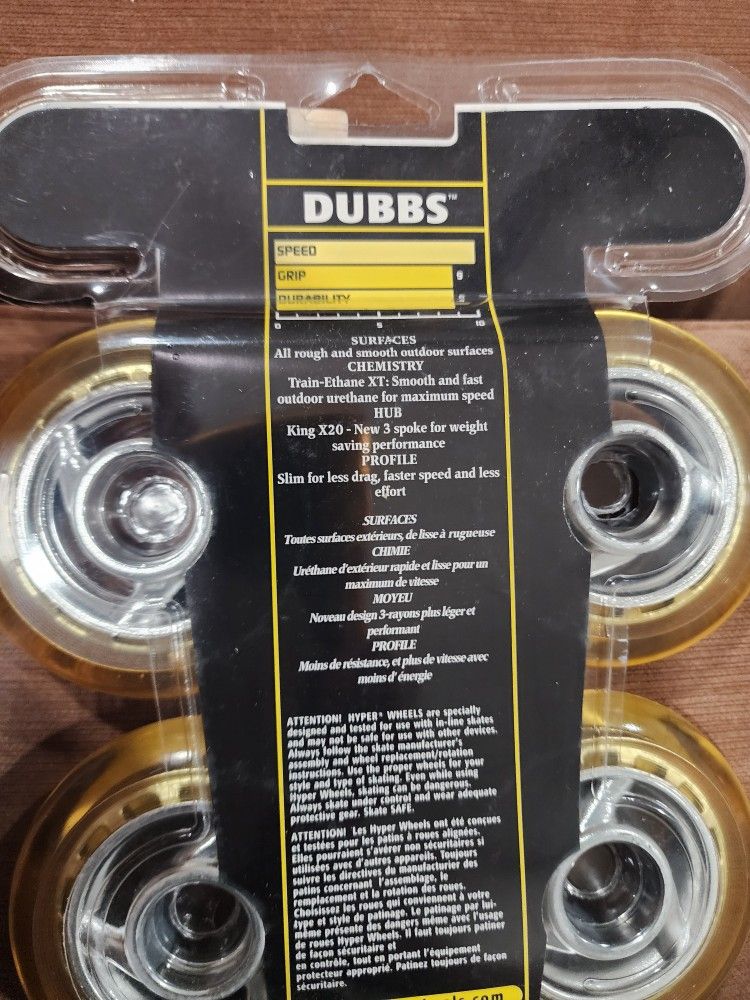 DUBBS™
SPEED
GRIP 9
DURABILITY
0 5 10
SURFACES
All rough and smooth outdoor surfaces
CHEMISTRY
Train-Ethane XT: Smooth and fast
outdoor urethane for maximum speed
HUB
King X20 - New 3 spoke for weight
saving performance
PROFILE
Slim for less drag, faster speed and less
effort
SURFACES
Toutes surfaces extérieurs, de lisse à rugueuse
CHIMIE
Uréthane d'extérieur rapide et lisse pour un
maximum de vitesse
MOYEU
Noveau design 3-rayons plus léger et
performant
PROFILE
Moins de résistance, et plus de vitesse avec
moins d' énergie
ATTENTION! HYPER® WHEELS are specially
designed and tested for use with in-line skates
and may not be safe for use with other devices.
Always follow the skate manufacturer's
assembly and wheel replacement/rotation
instructions. Use the proper wheels for your
style and type of skating. Even while using
Hyper Wheels, skating can be dangerous.
Always skate under control and wear adequate
protective gear. Skate SAFE.
ATTENTION! Les Hyper Wheels ont été concues
et testées pour les patins à roues alignées.
Elles pourraient s'avérer non sécuritaires si
utilisées avec d'autres appareils. Toujours
suivre les directives du manufacturier des
patins concernant l'assemblage, le
remplacement et la rotation des roues.
Choisissez les roues qui conviennent à votre
type et style de patinage. Le patinage par lui-
même présente des dangers même avec l'usage
de roues Hyper Wheels. Il faut toujours patiner
de façon sécuritaire et
en contrôle, tout en portant l'équipement
protecteur approprié. Patinez toujours de facon
sécuritaire.